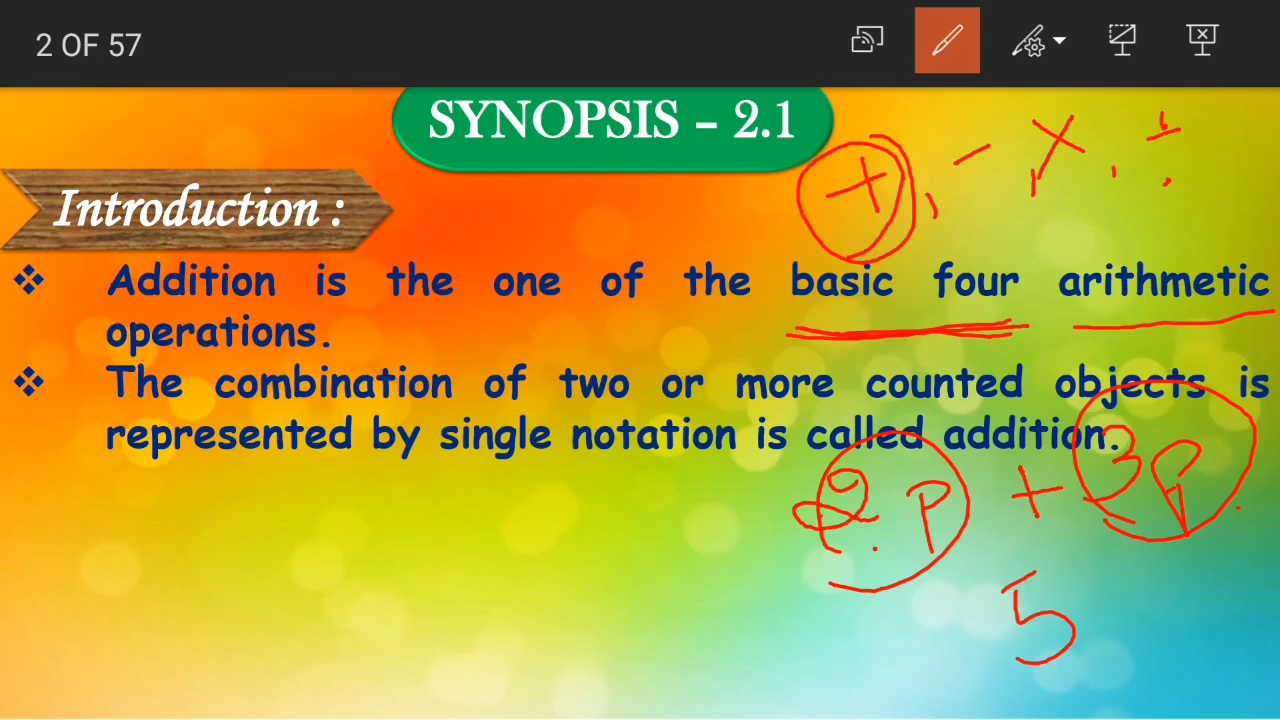 2 OF 57
SYNOPSIS – 2.1
+, - , × , ÷
Introduction :
❖ Addition is the one of the basic four arithmetic
operations.
❖ The combination of two or more counted objects is
represented by single notation is called addition.
2 P + 3 P
5